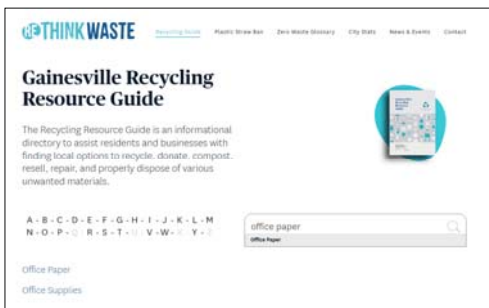 RE THINK WASTE
Recycling Guide Plastic Straw Ban Zero Waste Glossary City Stats News & Events Contact
Gainesville Recycling
Resource Guide
The Recycling Resource Guide is an informational
directory to assist residents and businesses with
finding local options to recycle, donate, compost,
resell, repair, and properly dispose of various
unwanted materials.
A - B - C - D - E - F - G - H - I - J - K - L - M
N - O - P - Q - R - S - T - U - V - W - X - Y - Z
office paper
Office Paper
Office Paper
Office Supplies